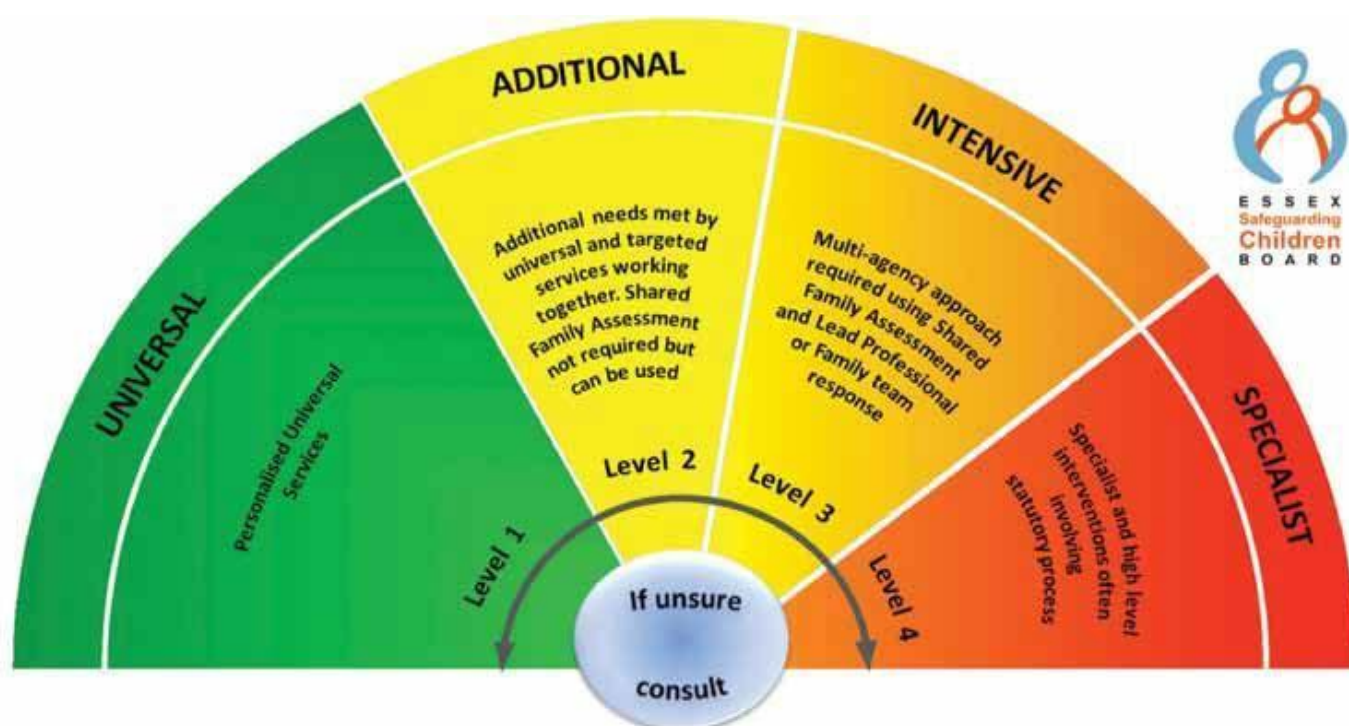 UNIVERSAL
Personalised Universal
Services
Level 1
ADDITIONAL
Additional needs met by
universal and targeted
services working
together. Shared
Family Assessment
not required but
can be used
Level 2
INTENSIVE
Multi-agency approach
required using Shared
Family Assessment
and Lead Professional
or Family team
response
Level 3
SPECIALIST
Specialist and high level
interventions often
involving
statutory process
Level 4
If unsure
consult
ESSEX
Safeguarding
Children
BOARD